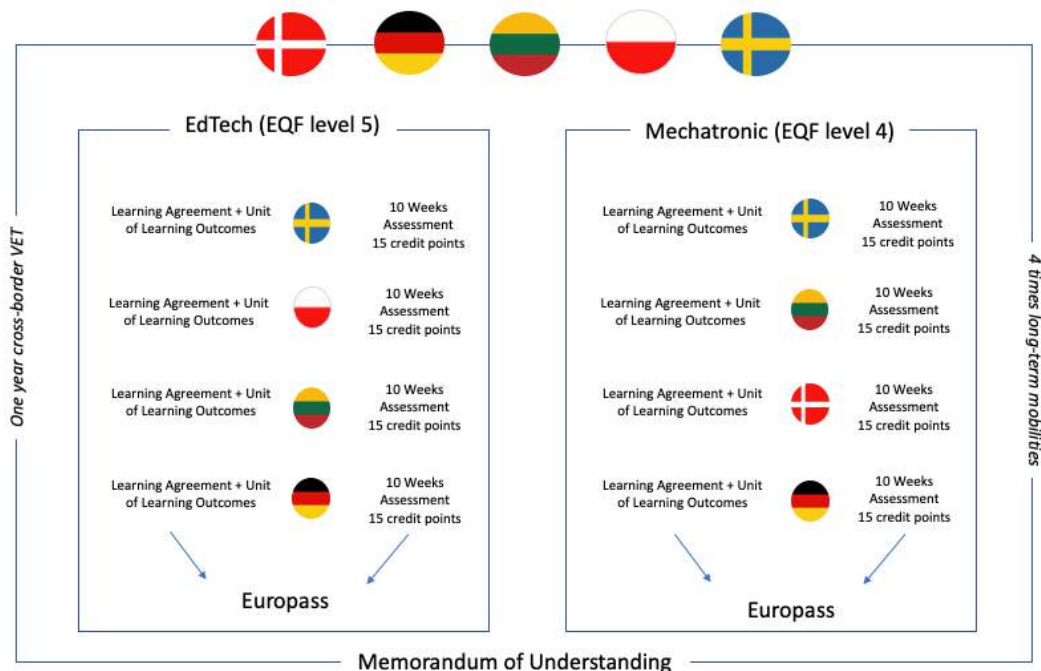 EdTech (EQF level 5)
Learning Agreement + Unit
of Learning Outcomes
10 Weeks
Assessment
15 credit points
Learning Agreement + Unit
of Learning Outcomes
10 Weeks
Assessment
15 credit points
Learning Agreement + Unit
of Learning Outcomes
10 Weeks
Assessment
15 credit points
Learning Agreement + Unit
of Learning Outcomes
10 Weeks
Assessment
15 credit points
Europass
Mechatronic (EQF level 4)
Learning Agreement + Unit
of Learning Outcomes
10 Weeks
Assessment
15 credit points
Learning Agreement + Unit
of Learning Outcomes
10 Weeks
Assessment
15 credit points
Learning Agreement + Unit
of Learning Outcomes
10 Weeks
Assessment
15 credit points
Learning Agreement + Unit
of Learning Outcomes
10 Weeks
Assessment
15 credit points
Europass
One year cross-border VET
4 times long-term mobilities
Memorandum of Understanding